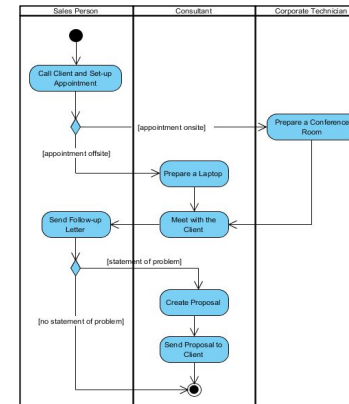 Sales Person
Consultant
Corporate Technician
Call Client and Set-up
Appointment
[appointment onsite]
Prepare a Conference
Room
[appointment offsite]
Prepare a Laptop
Send Follow-up
Letter
Meet with the
Client
[statement of problem]
Create Proposal
[no statement of problem]
Send Proposal to
Client